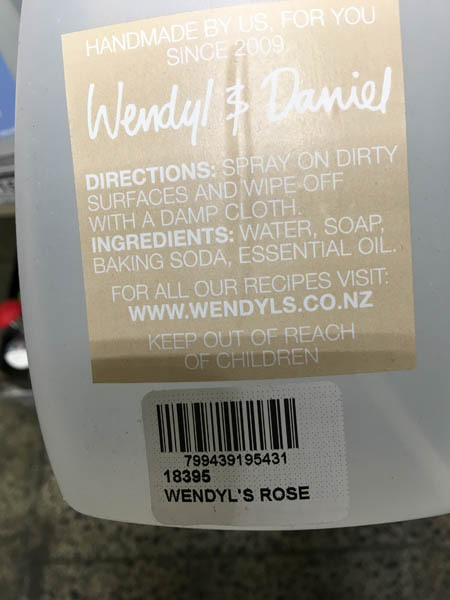 HANDMADE BY US, FOR YOU
SINCE 2009.
Wendyl & Daniel
DIRECTIONS: SPRAY ON DIRTY
SURFACES AND WIPE OFF
WITH A DAMP CLOTH.
INGREDIENTS: WATER, SOAP,
BAKING SODA, ESSENTIAL OIL.
FOR ALL OUR RECIPES VISIT:
WWW.WENDYLS.CO.NZ
KEEP OUT OF REACH
OF CHILDREN
799439195431
18395
WENDYL'S ROSE